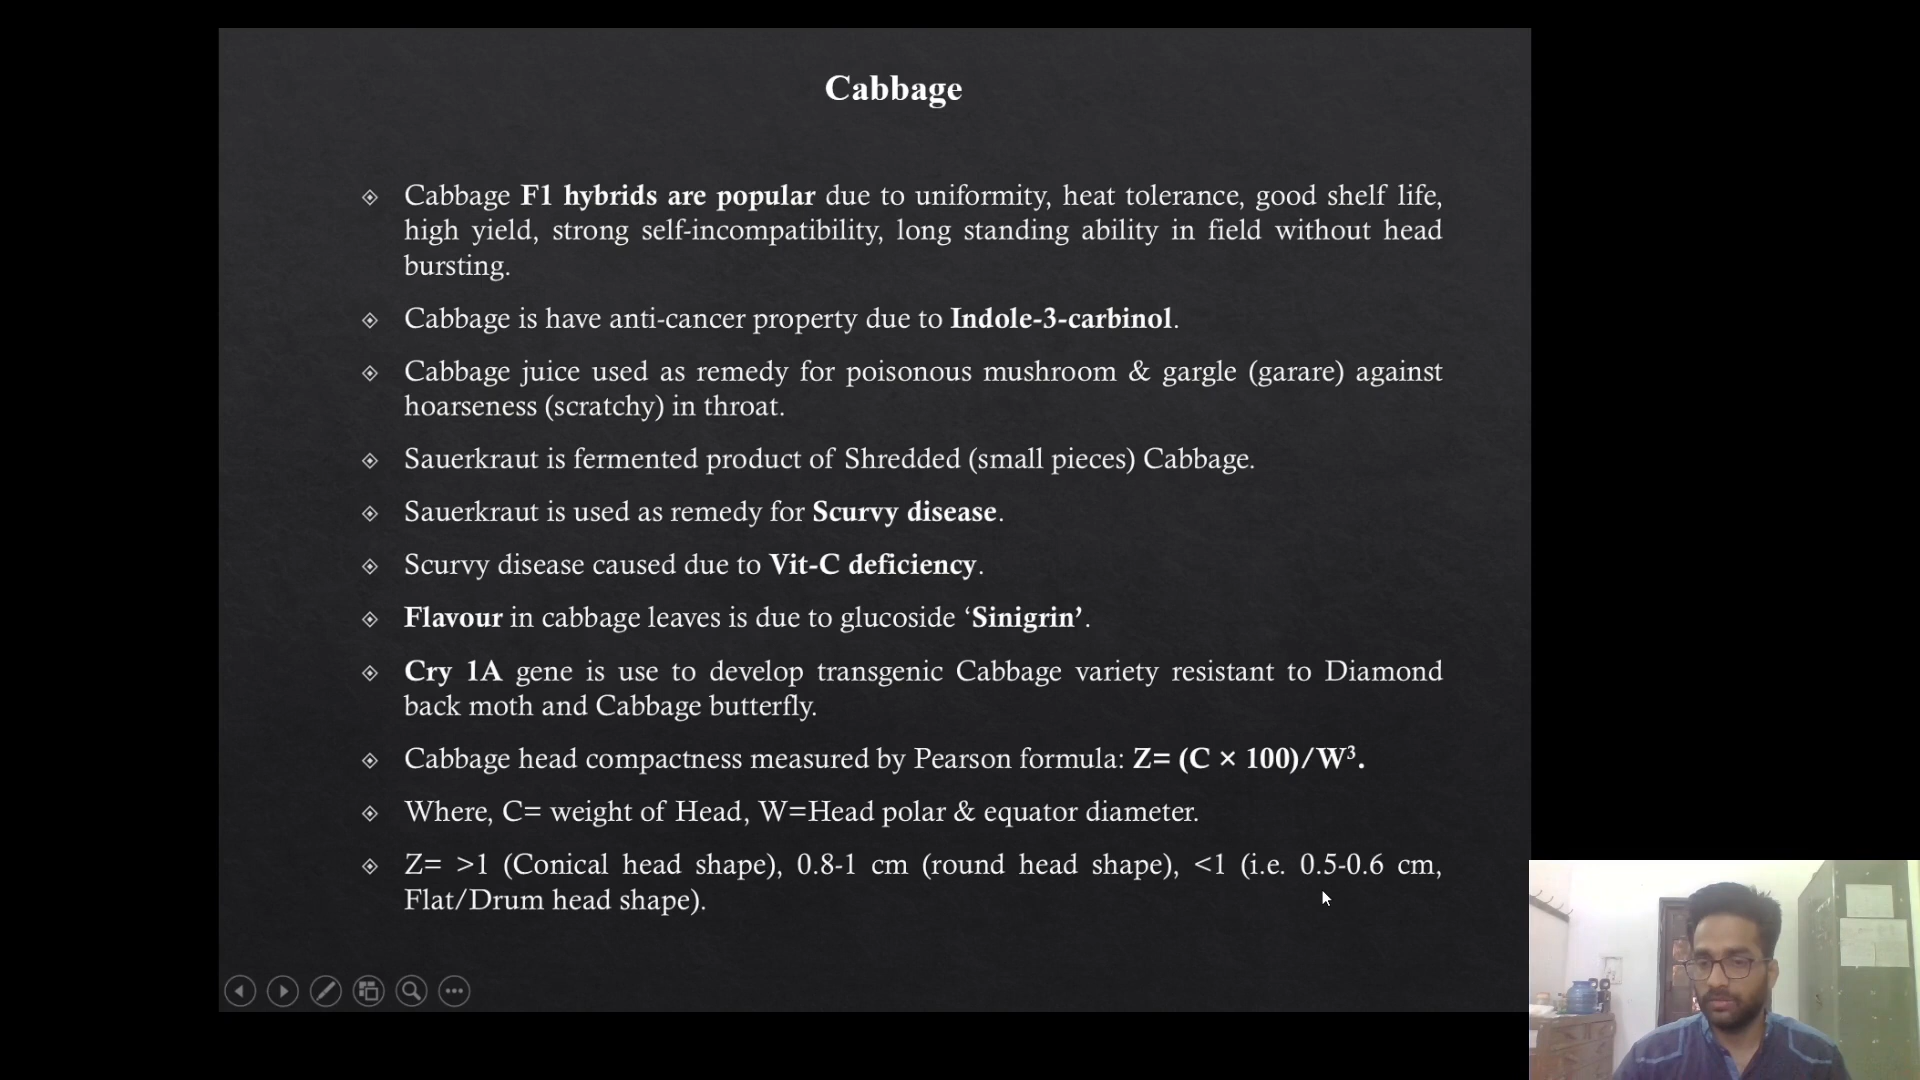 Cabbage
Cabbage F1 hybrids are popular due to uniformity, heat tolerance, good shelf life,
high yield, strong self-incompatibility, long standing ability in field without head
bursting.
Cabbage is have anti-cancer property due to Indole-3-carbinol.
Cabbage juice used as remedy for poisonous mushroom & gargle (garare) against
hoarseness (scratchy) in throat.
Sauerkraut is fermented product of Shredded (small pieces) Cabbage.
Sauerkraut is used as remedy for Scurvy disease.
Scurvy disease caused due to Vit-C deficiency.
Flavour in cabbage leaves is due to glucoside ‘Sinigrin’.
Cry 1A gene is use to develop transgenic Cabbage variety resistant to Diamond
back moth and Cabbage butterfly.
Cabbage head compactness measured by Pearson formula: Z= (C × 100)/W³.
Where, C= weight of Head, W=Head polar & equator diameter.
Z= >1 (Conical head shape), 0.8-1 cm (round head shape), <1 (i.e. 0.5-0.6 cm,
Flat/Drum head shape).